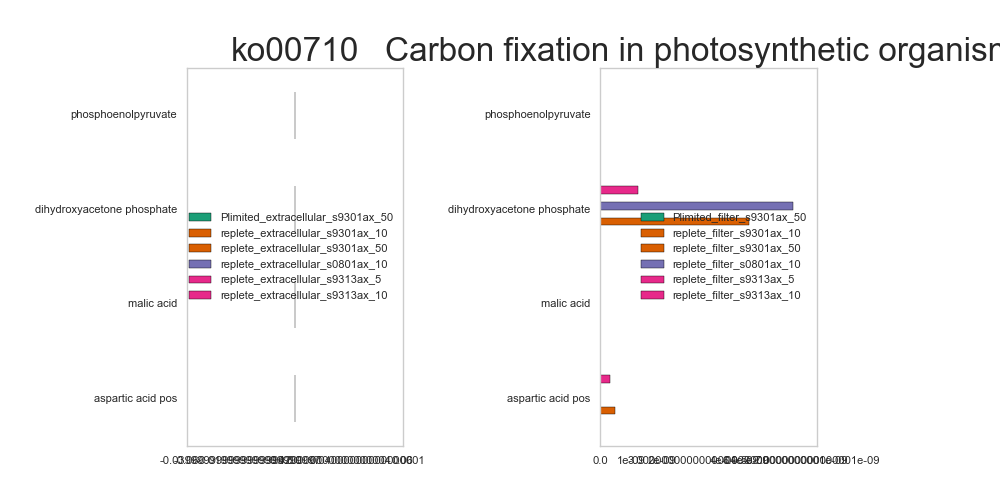 ko00710   Carbon fixation in photosynthetic organism
phosphoenolpyruvate
dihydroxyacetone phosphate
malic acid
aspartic acid pos
Plimited_extracellular_s9301ax_50
replete_extracellular_s9301ax_10
replete_extracellular_s9301ax_50
replete_extracellular_s0801ax_10
replete_extracellular_s9313ax_5
replete_extracellular_s9313ax_10
phosphoenolpyruvate
dihydroxyacetone phosphate
malic acid
aspartic acid pos
Plimited_filter_s9301ax_50
replete_filter_s9301ax_10
replete_filter_s9301ax_50
replete_filter_s0801ax_10
replete_filter_s9313ax_5
replete_filter_s9313ax_10
0.0